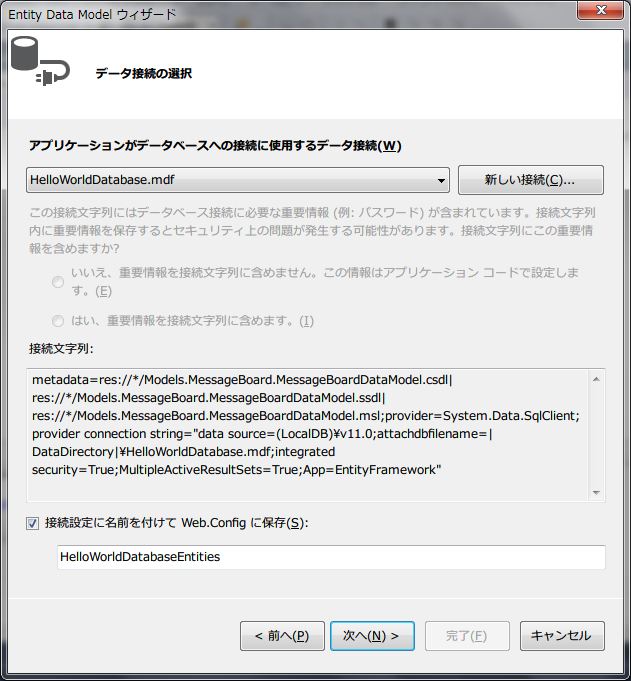 Entity Data Model ウィザード
データ接続の選択
アプリケーションがデータベースへの接続に使用するデータ接続(W)
HelloWorldDatabase.mdf
新しい接続(C)...
この接続文字列にはデータベース接続に必要な重要情報 (例: パスワード) が含まれています。接続文字列
内に重要情報を保存するとセキュリティ上の問題が発生する可能性があります。接続文字列にこの重要情
報を含めますか?
いいえ、重要情報を接続文字列に含めません。この情報はアプリケーション コードで設定しま
す。(E)
はい、重要情報を接続文字列に含めます。(I)
接続文字列:
metadata=res://*/Models.MessageBoard.MessageBoardDataModel.csdl|
res://*/Models.MessageBoard.MessageBoardDataModel.ssdl|
res://*/Models.MessageBoard.MessageBoardDataModel.msl;provider=System.Data.SqlClient;
provider connection string="data source=(LocalDB)¥v11.0;attachdbfilename=|
DataDirectory|¥HelloWorldDatabase.mdf;integrated
security=True;MultipleActiveResultSets=True;App=EntityFramework"
接続設定に名前を付けて Web.Config に保存(S):
HelloWorldDatabaseEntities
< 前へ(P)
次へ(N) >
完了(F)
キャンセル